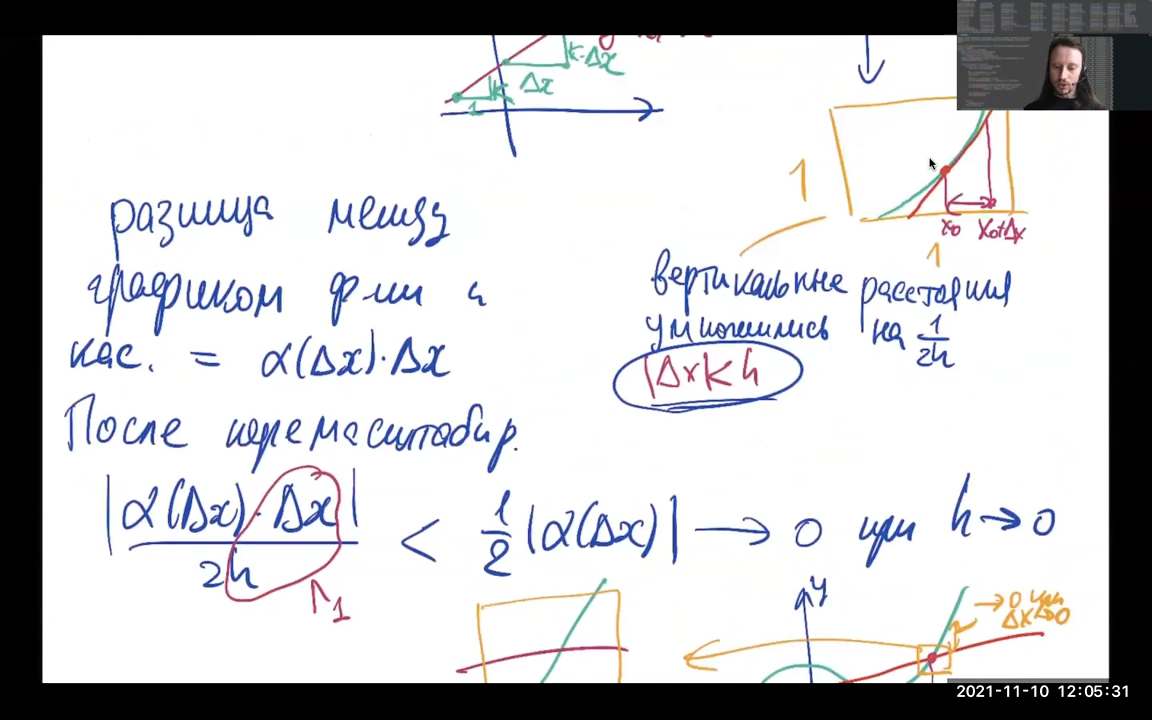 k·Δx
Δx
1
1
x₀ x₀+Δx
1
разница между
графиком ф-ии и
кас. = α(Δx)·Δx
вертикальные расстояния
умножились на 1/2h
|Δx|<h
После перемасштабир.
|α(Δx)·Δx / 2h| < 1/2 |α(Δx)| → 0 при h→0
∧1
y
→0 при
Δx→0
2021-11-10 12:05:31